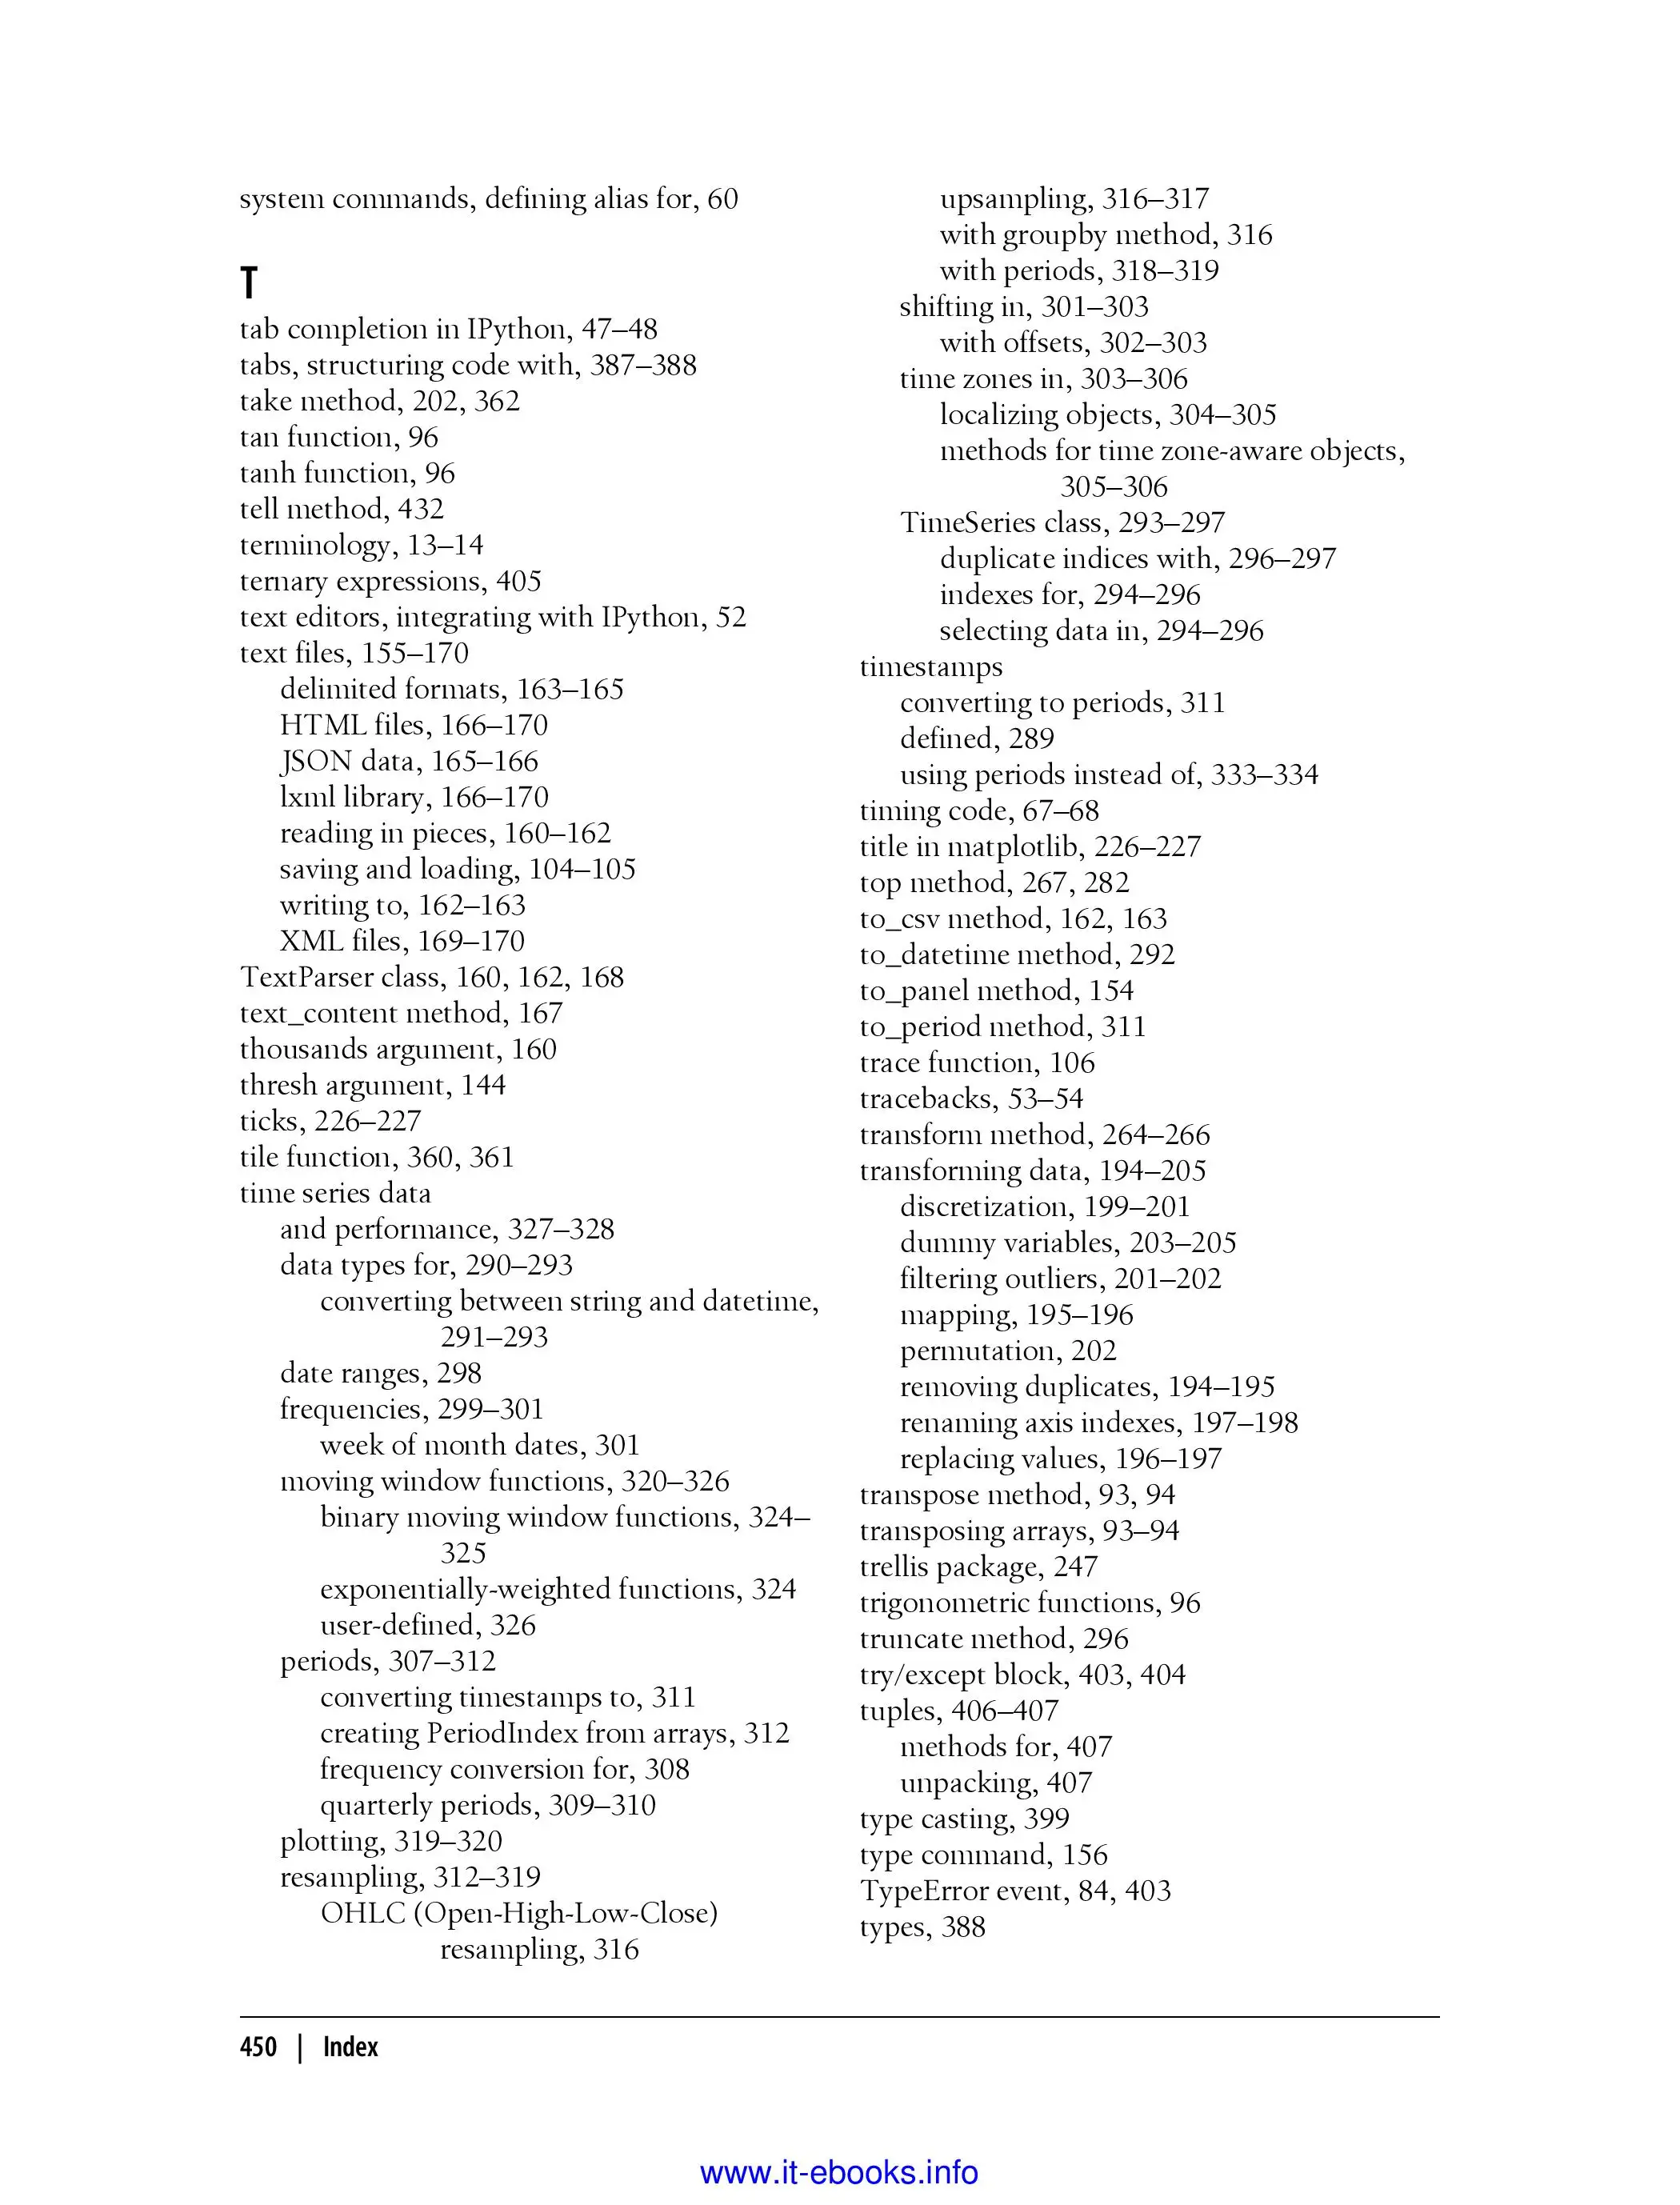 system commands, defining alias for, 60
T
tab completion in IPython, 47–48
tabs, structuring code with, 387–388
take method, 202, 362
tan function, 96
tanh function, 96
tell method, 432
terminology, 13–14
ternary expressions, 405
text editors, integrating with IPython, 52
text files, 155–170
delimited formats, 163–165
HTML files, 166–170
JSON data, 165–166
lxml library, 166–170
reading in pieces, 160–162
saving and loading, 104–105
writing to, 162–163
XML files, 169–170
TextParser class, 160, 162, 168
text_content method, 167
thousands argument, 160
thresh argument, 144
ticks, 226–227
tile function, 360, 361
time series data
and performance, 327–328
data types for, 290–293
converting between string and datetime,
291–293
date ranges, 298
frequencies, 299–301
week of month dates, 301
moving window functions, 320–326
binary moving window functions, 324–
325
exponentially-weighted functions, 324
user-defined, 326
periods, 307–312
converting timestamps to, 311
creating PeriodIndex from arrays, 312
frequency conversion for, 308
quarterly periods, 309–310
plotting, 319–320
resampling, 312–319
OHLC (Open-High-Low-Close)
resampling, 316
upsampling, 316–317
with groupby method, 316
with periods, 318–319
shifting in, 301–303
with offsets, 302–303
time zones in, 303–306
localizing objects, 304–305
methods for time zone-aware objects,
305–306
TimeSeries class, 293–297
duplicate indices with, 296–297
indexes for, 294–296
selecting data in, 294–296
timestamps
converting to periods, 311
defined, 289
using periods instead of, 333–334
timing code, 67–68
title in matplotlib, 226–227
top method, 267, 282
to_csv method, 162, 163
to_datetime method, 292
to_panel method, 154
to_period method, 311
trace function, 106
tracebacks, 53–54
transform method, 264–266
transforming data, 194–205
discretization, 199–201
dummy variables, 203–205
filtering outliers, 201–202
mapping, 195–196
permutation, 202
removing duplicates, 194–195
renaming axis indexes, 197–198
replacing values, 196–197
transpose method, 93, 94
transposing arrays, 93–94
trellis package, 247
trigonometric functions, 96
truncate method, 296
try/except block, 403, 404
tuples, 406–407
methods for, 407
unpacking, 407
type casting, 399
type command, 156
TypeError event, 84, 403
types, 388
450 | Index
www.it-ebooks.info